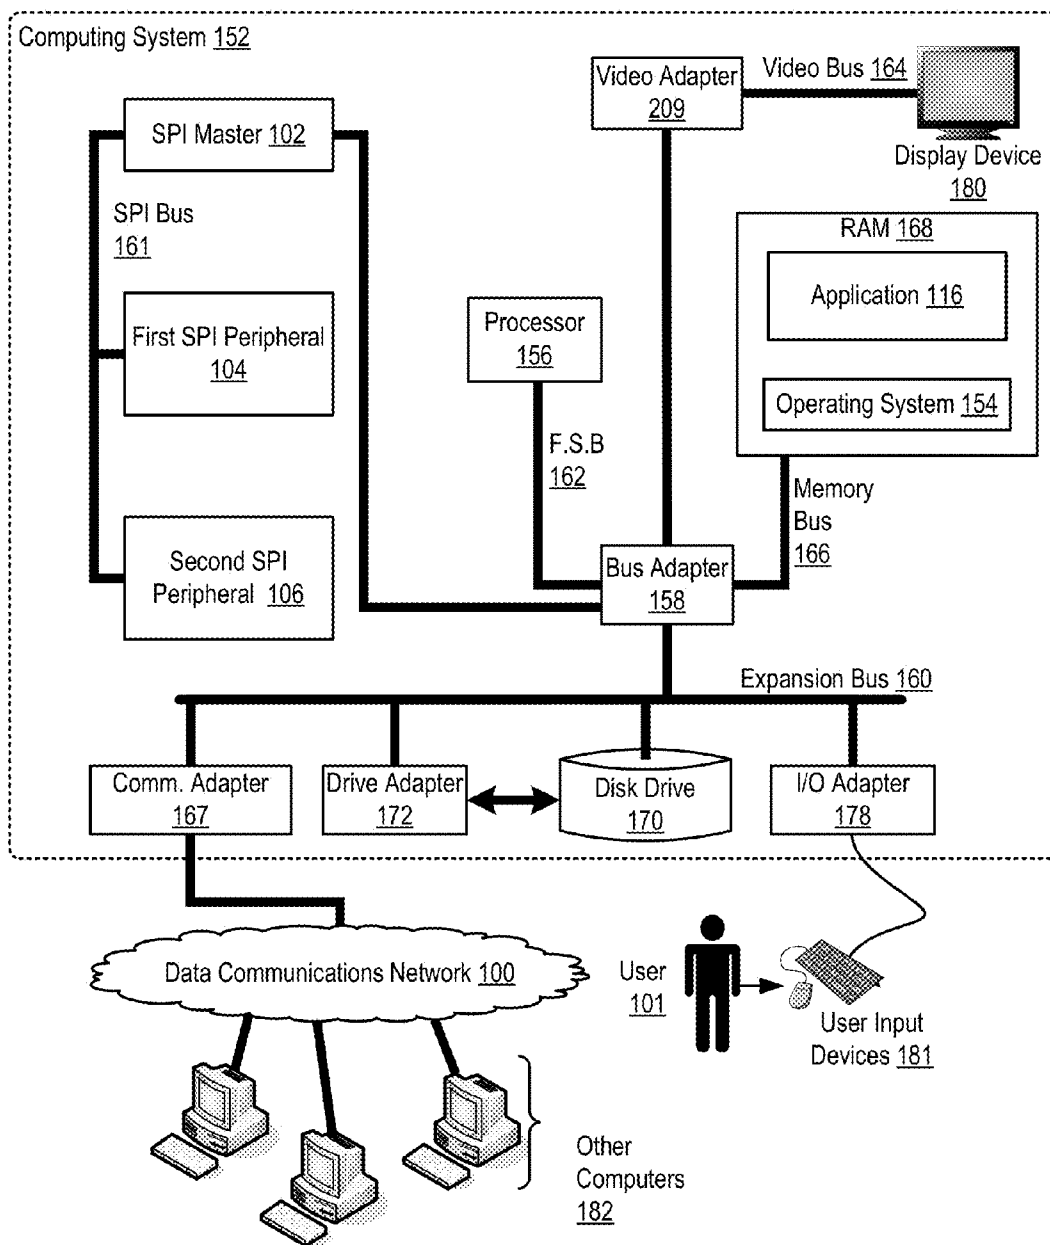 Computing System 152
Video Adapter
209
Video Bus 164
Display Device
180
SPI Master 102
SPI Bus
161
First SPI Peripheral
104
Second SPI
Peripheral 106
Processor
156
F.S.B
162
RAM 168
Application 116
Operating System 154
Memory
Bus
166
Bus Adapter
158
Expansion Bus 160
Comm. Adapter
167
Drive Adapter
172
Disk Drive
170
I/O Adapter
178
Data Communications Network 100
User
101
User Input
Devices 181
Other
Computers
182